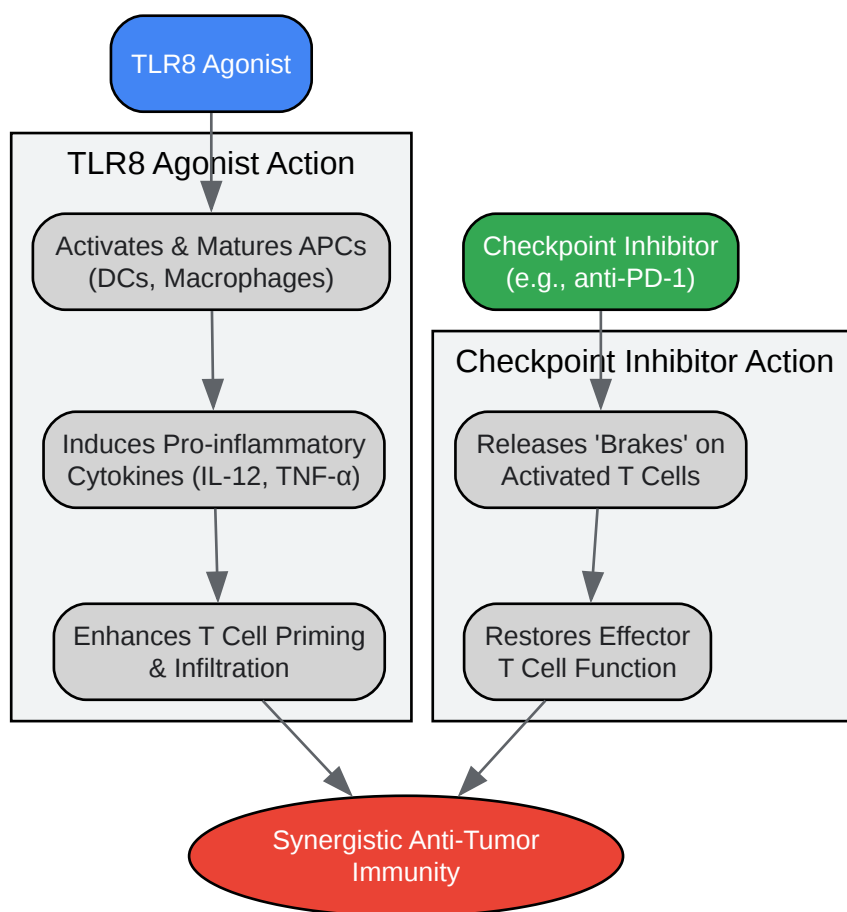 TLR8 Agonist
TLR8 Agonist Action
Activates & Matures APCs
(DCs, Macrophages)
Induces Pro-inflammatory
Cytokines (IL-12, TNF-α)
Enhances T Cell Priming
& Infiltration
Checkpoint Inhibitor
(e.g., anti-PD-1)
Checkpoint Inhibitor Action
Releases 'Brakes' on
Activated T Cells
Restores Effector
T Cell Function
Synergistic Anti-Tumor
Immunity